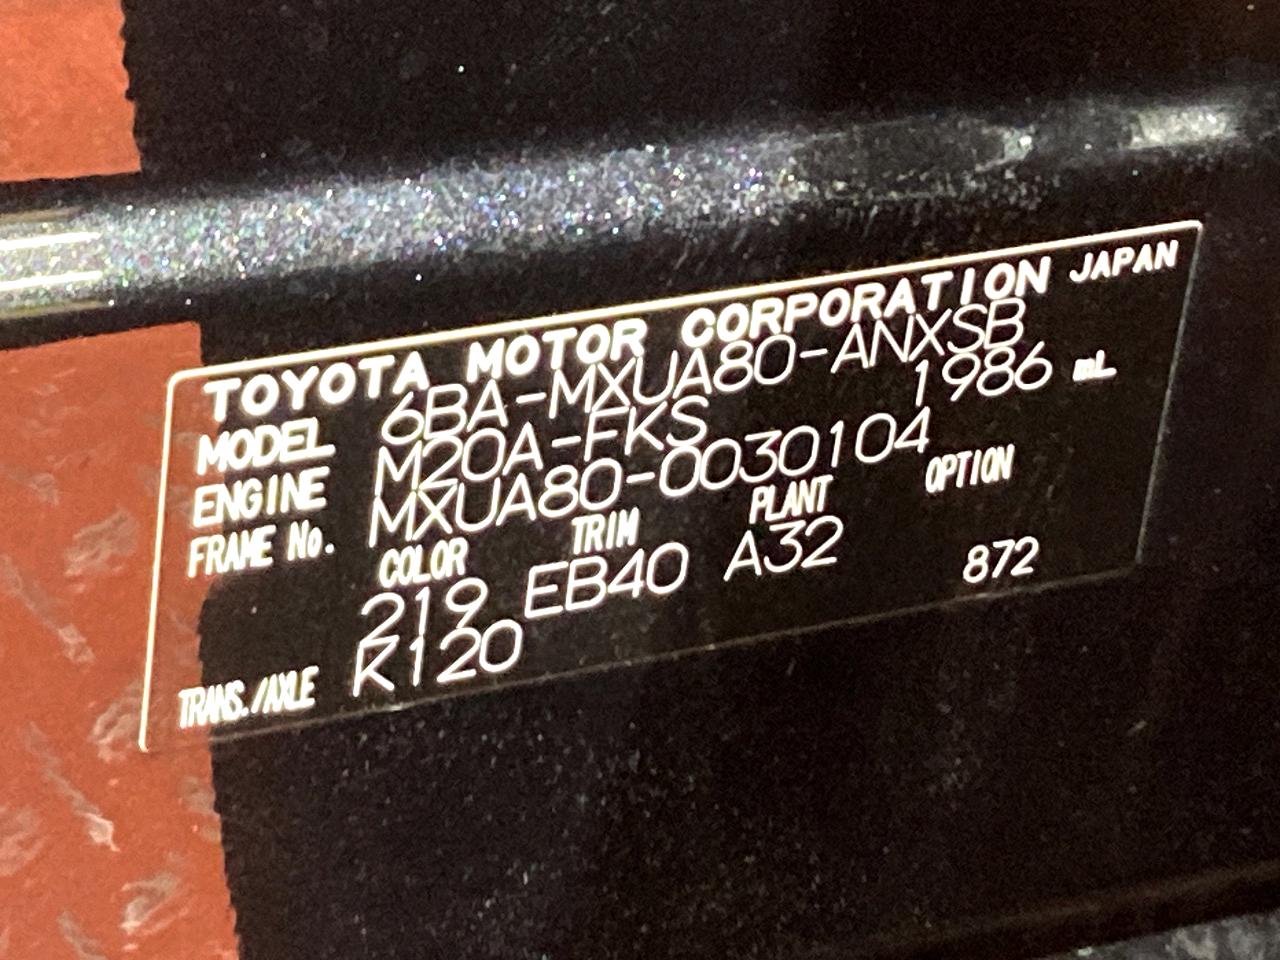 TOYOTA MOTOR CORPORATION JAPAN
MODEL 6BA-MXUA80-ANXSB
ENGINE M20A-FKS 1986 mL
FRAME No. MXUA80-0030104
COLOR TRIM PLANT OPTION
219 EB40 A32 872
TRANS./AXLE K120